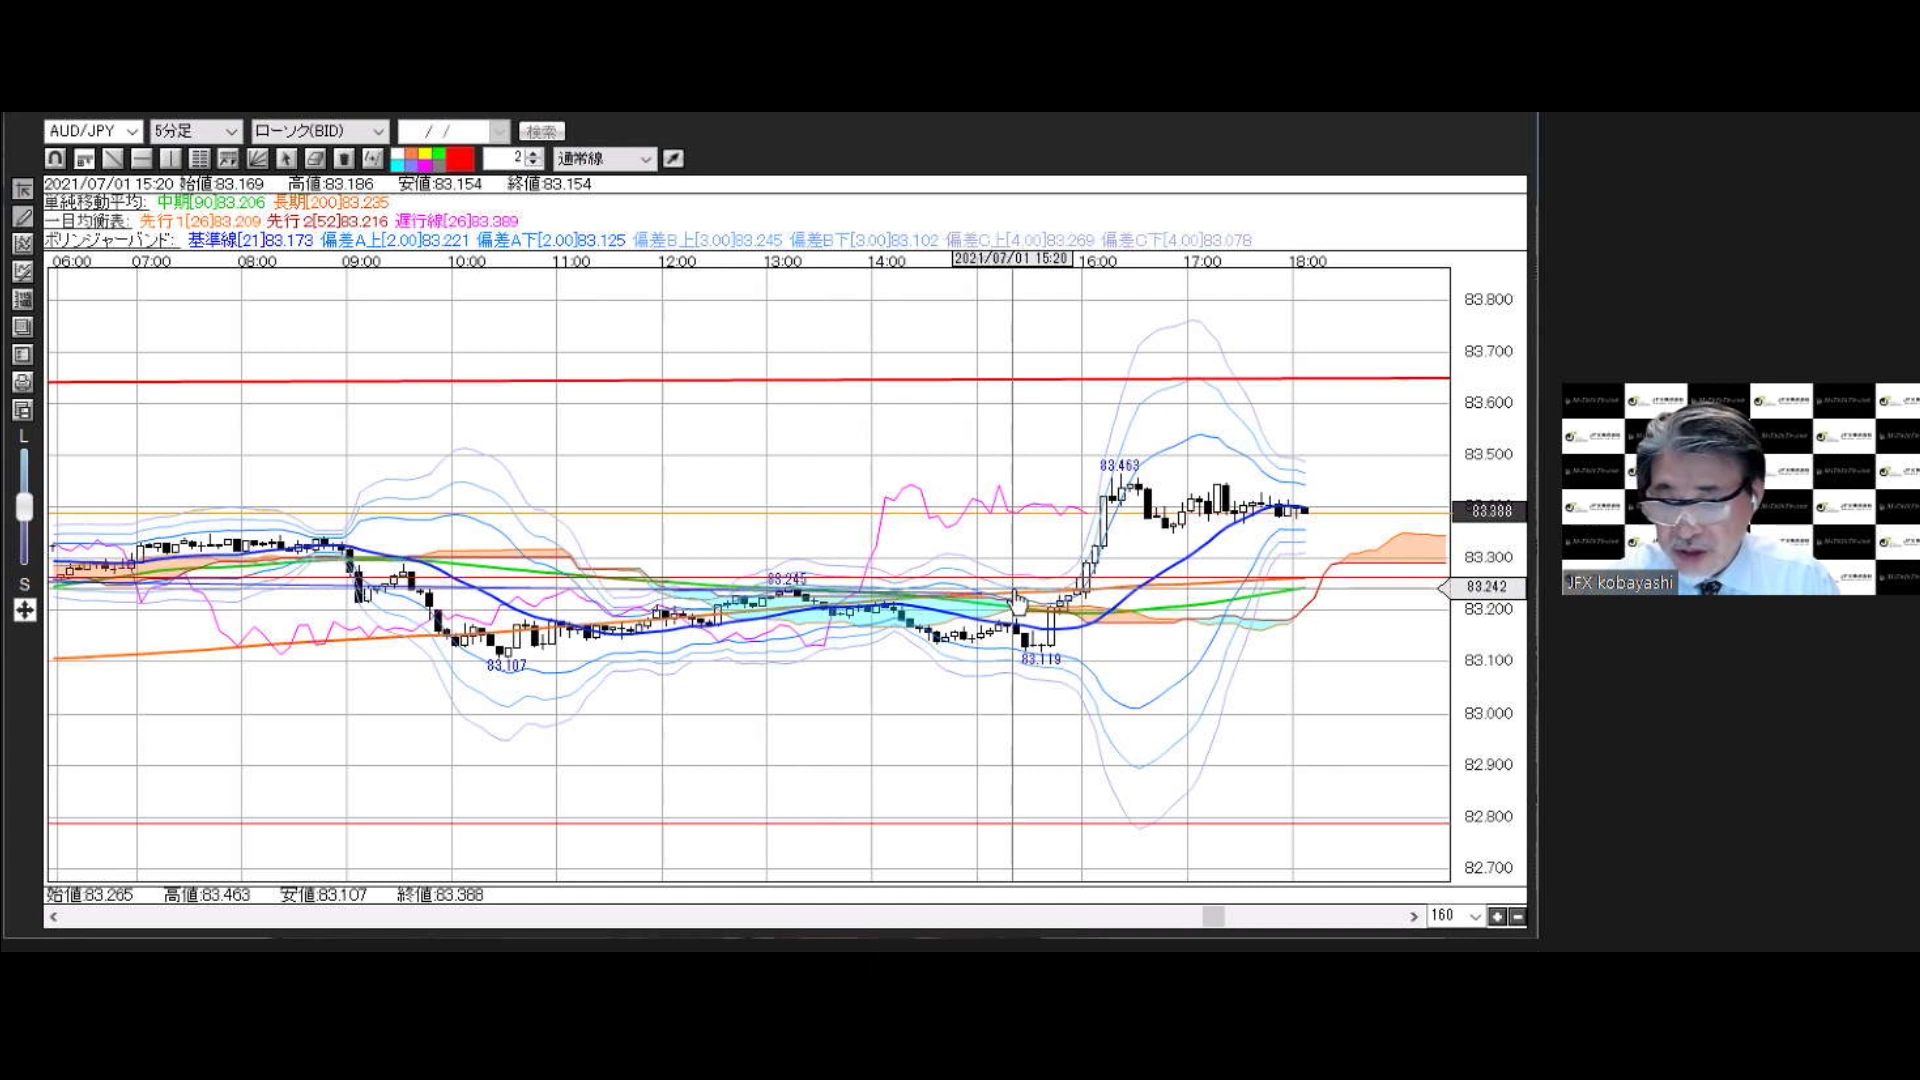 AUD/JPY 5分足 ローソク(BID) / / 検索
2 通常線
2021/07/01 15:20 始値:83.169 高値:83.186 安値:83.154 終値:83.154
単純移動平均: 中期[90]83.206 長期[200]83.235
一目均衡表: 先行1[26]83.209 先行2[52]83.216 遅行線[26]83.389
ボリンジャーバンド: 基準線[21]83.173 偏差A上[2.00]83.221 偏差A下[2.00]83.125 偏差B上[3.00]83.245 偏差B下[3.00]83.102 偏差C上[4.00]83.269 偏差C下[4.00]83.078
06:00 07:00 08:00 09:00 10:00 11:00 12:00 13:00 14:00 2021/07/01 15:20 16:00 17:00 18:00
83.800
83.700
83.600
83.500
83.463
83.388
83.300
83.245
83.242
83.200
83.119
83.107
83.100
83.000
82.900
82.800
82.700
L
S
始値:83.265 高値:83.463 安値:83.107 終値:83.388
160
JFX kobayashi